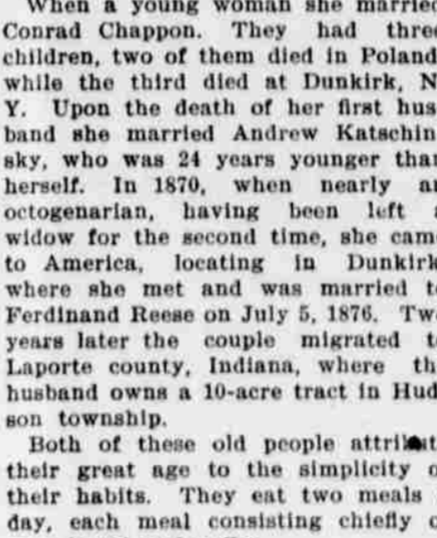 When a young woman she married
Conrad Chappon. They had three
children, two of them died in Poland,
while the third died at Dunkirk, N.
Y. Upon the death of her first hus-
band she married Andrew Katschin-
sky, who was 24 years younger than
herself. In 1870, when nearly an
octogenarian, having been left a
widow for the second time, she came
to America, locating in Dunkirk,
where she met and was married to
Ferdinand Reese on July 5, 1876. Two
years later the couple migrated to
Laporte county, Indiana, where the
husband owns a 10-acre tract in Hud-
son township.
Both of these old people attribute
their great age to the simplicity of
their habits. They eat two meals a
day, each meal consisting chiefly of